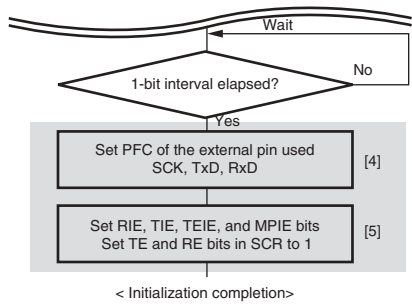 Wait
No
1-bit interval elapsed?
Yes
Set PFC of the external pin used
SCK, TxD, RxD
[4]
Set RIE, TIE, TEIE, and MPIE bits
Set TE and RE bits in SCR to 1
[5]
< Initialization completion>